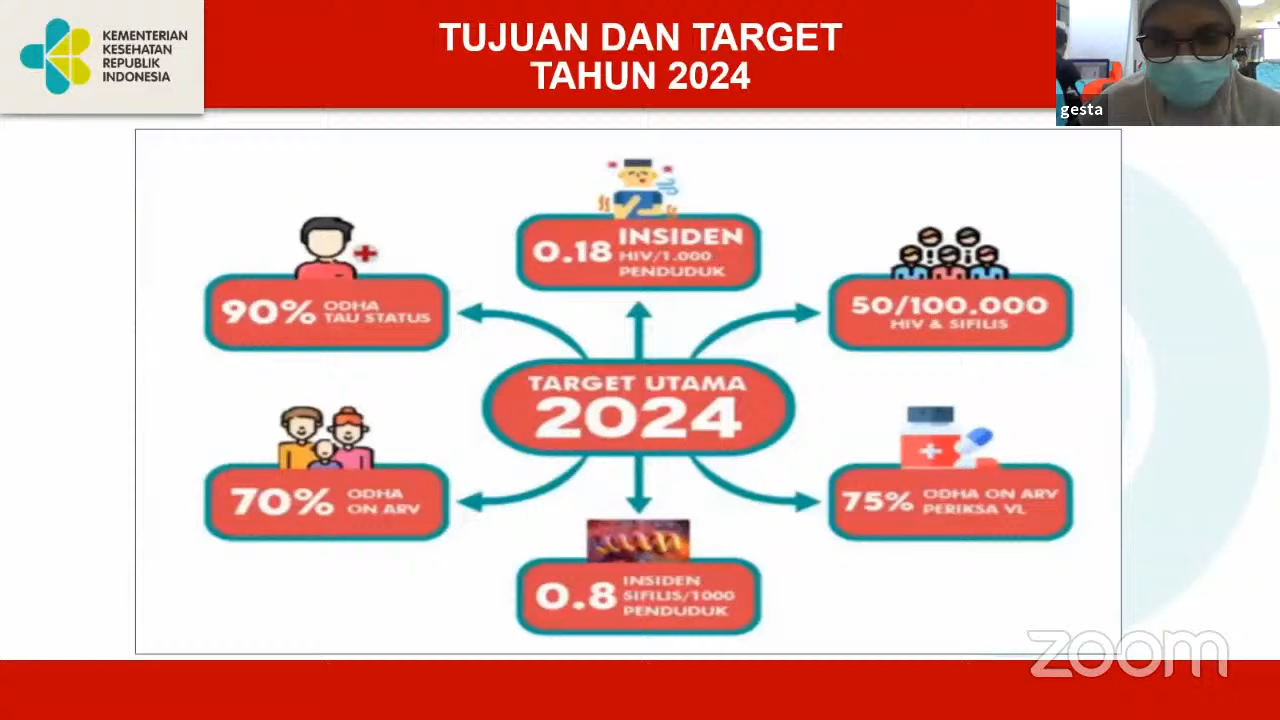 KEMENTERIAN
KESEHATAN
REPUBLIK
INDONESIA
TUJUAN DAN TARGET
TAHUN 2024
gesta
0.18 INSIDEN
HIV/1.000
PENDUDUK
90% ODHA
TAU STATUS
50/100.000
HIV & SIFILIS
TARGET UTAMA
2024
70% ODHA
ON ARV
75% ODHA ON ARV
PERIKSA VL
0.8 INSIDEN
SIFILIS/1000
PENDUDUK
zoom